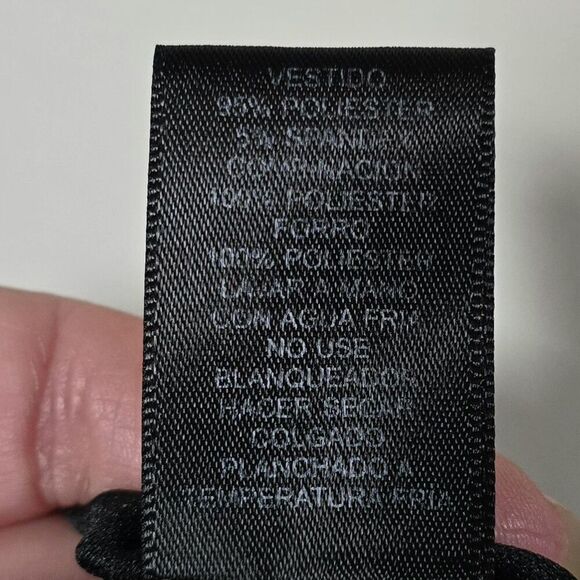 VESTIDO
95% POLIESTER
5% SPANDEX
COMBINACION
100% POLIESTER
FORRO
100% POLIESTER
LAVAR A MANO
CON AGUA FRIA
NO USE
BLANQUEADOR
HACER SECAR
COLGADO
PLANCHADO A
TEMPERATURA FRIA